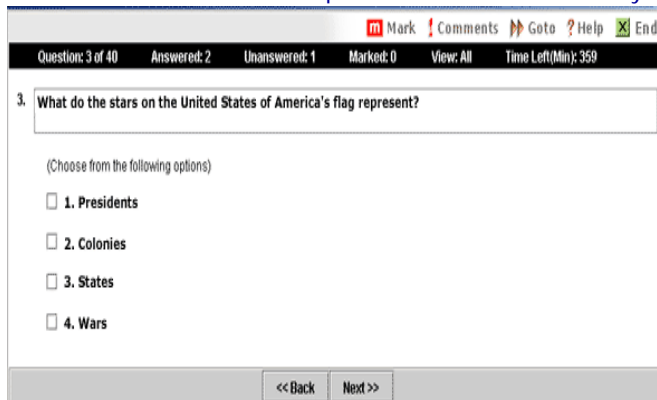 m Mark ! Comments Goto ? Help X End
Question: 3 of 40 Answered: 2 Unanswered: 1 Marked: 0 View: All Time Left(Min): 359
3. What do the stars on the United States of America's flag represent?
(Choose from the following options)
1. Presidents
2. Colonies
3. States
4. Wars
<< Back Next >>